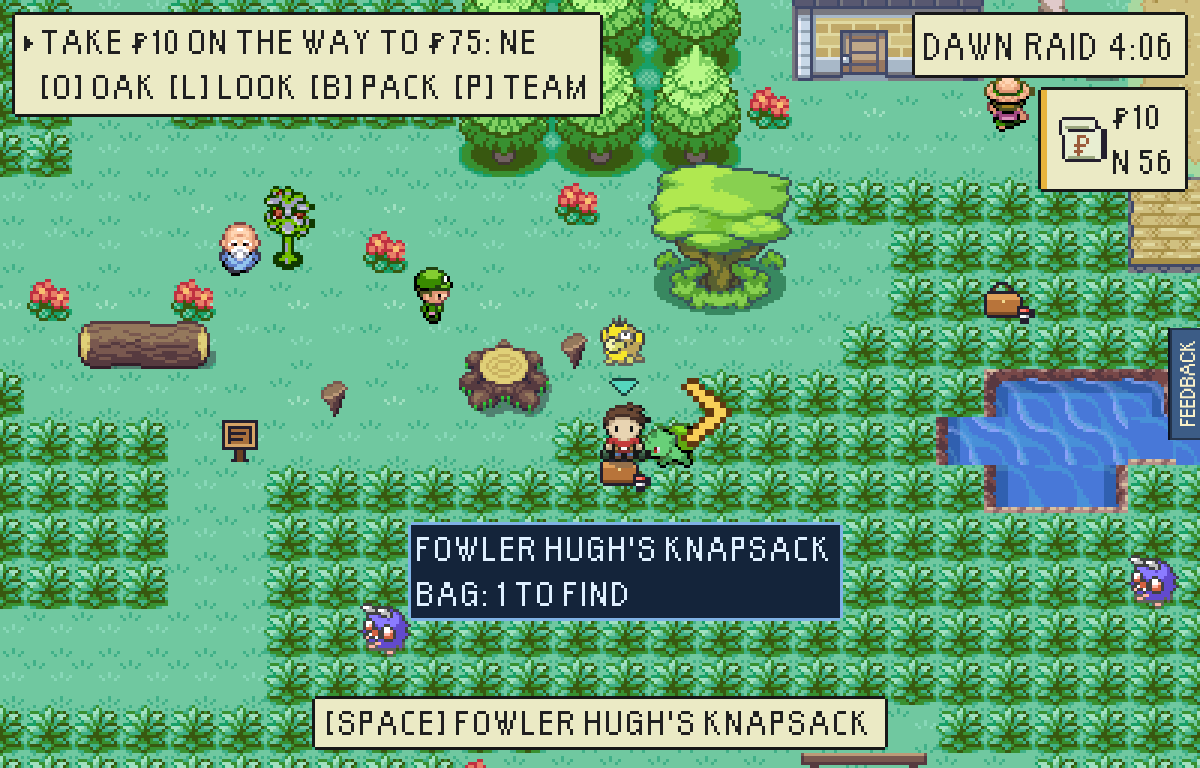 ▸TAKE ₽10 ON THE WAY TO ₽75: NE
[O] OAK [L] LOOK [B] PACK [P] TEAM
DAWN RAID 4:06
₽10
₽
N 56
FEEDBACK
FOWLER HUGH'S KNAPSACK
BAG: 1 TO FIND
[SPACE] FOWLER HUGH'S KNAPSACK